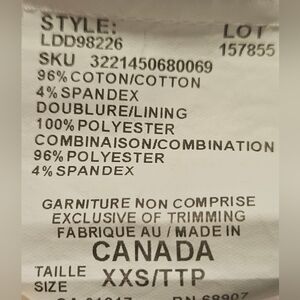 STYLE: LOT
LDD98226 157855
SKU 3221450680069
96% COTON/COTTON
4% SPANDEX
DOUBLURE/LINING
100% POLYESTER
COMBINAISON/COMBINATION
96% POLYESTER
4% SPANDEX
GARNITURE NON COMPRISE
EXCLUSIVE OF TRIMMING
FABRIQUE AU / MADE IN
CANADA
TAILLE
SIZE XXS/TTP